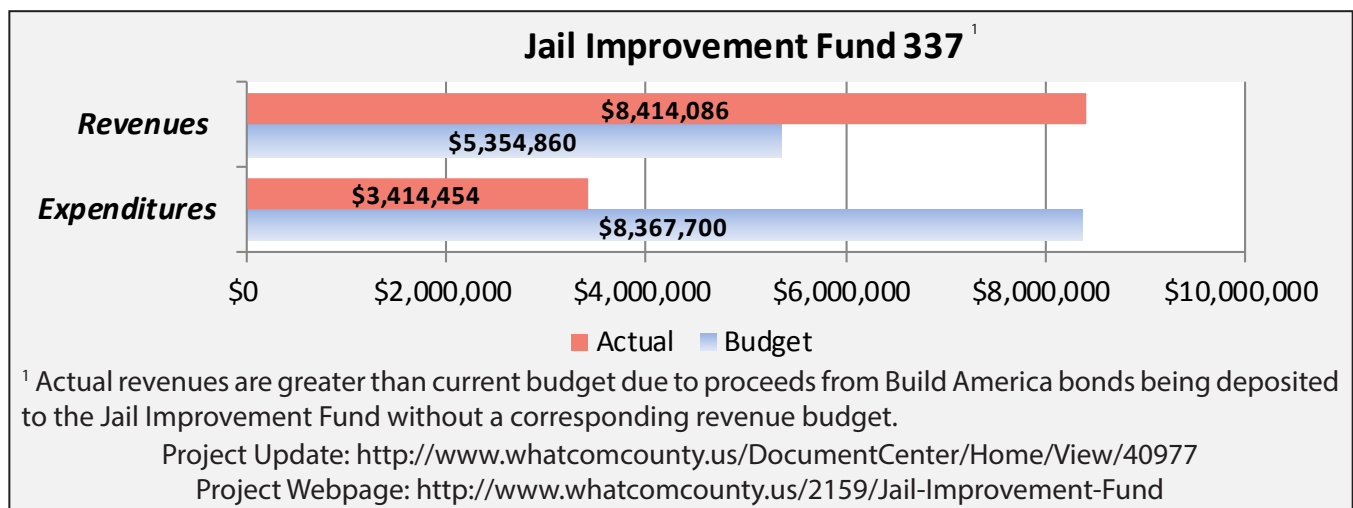 Jail Improvement Fund 337 ¹
Revenues
$8,414,086
$5,354,860
Expenditures
$3,414,454
$8,367,700
$0 $2,000,000 $4,000,000 $6,000,000 $8,000,000 $10,000,000
Actual Budget
¹ Actual revenues are greater than current budget due to proceeds from Build America bonds being deposited
to the Jail Improvement Fund without a corresponding revenue budget.
Project Update: http://www.whatcomcounty.us/DocumentCenter/Home/View/40977
Project Webpage: http://www.whatcomcounty.us/2159/Jail-Improvement-Fund